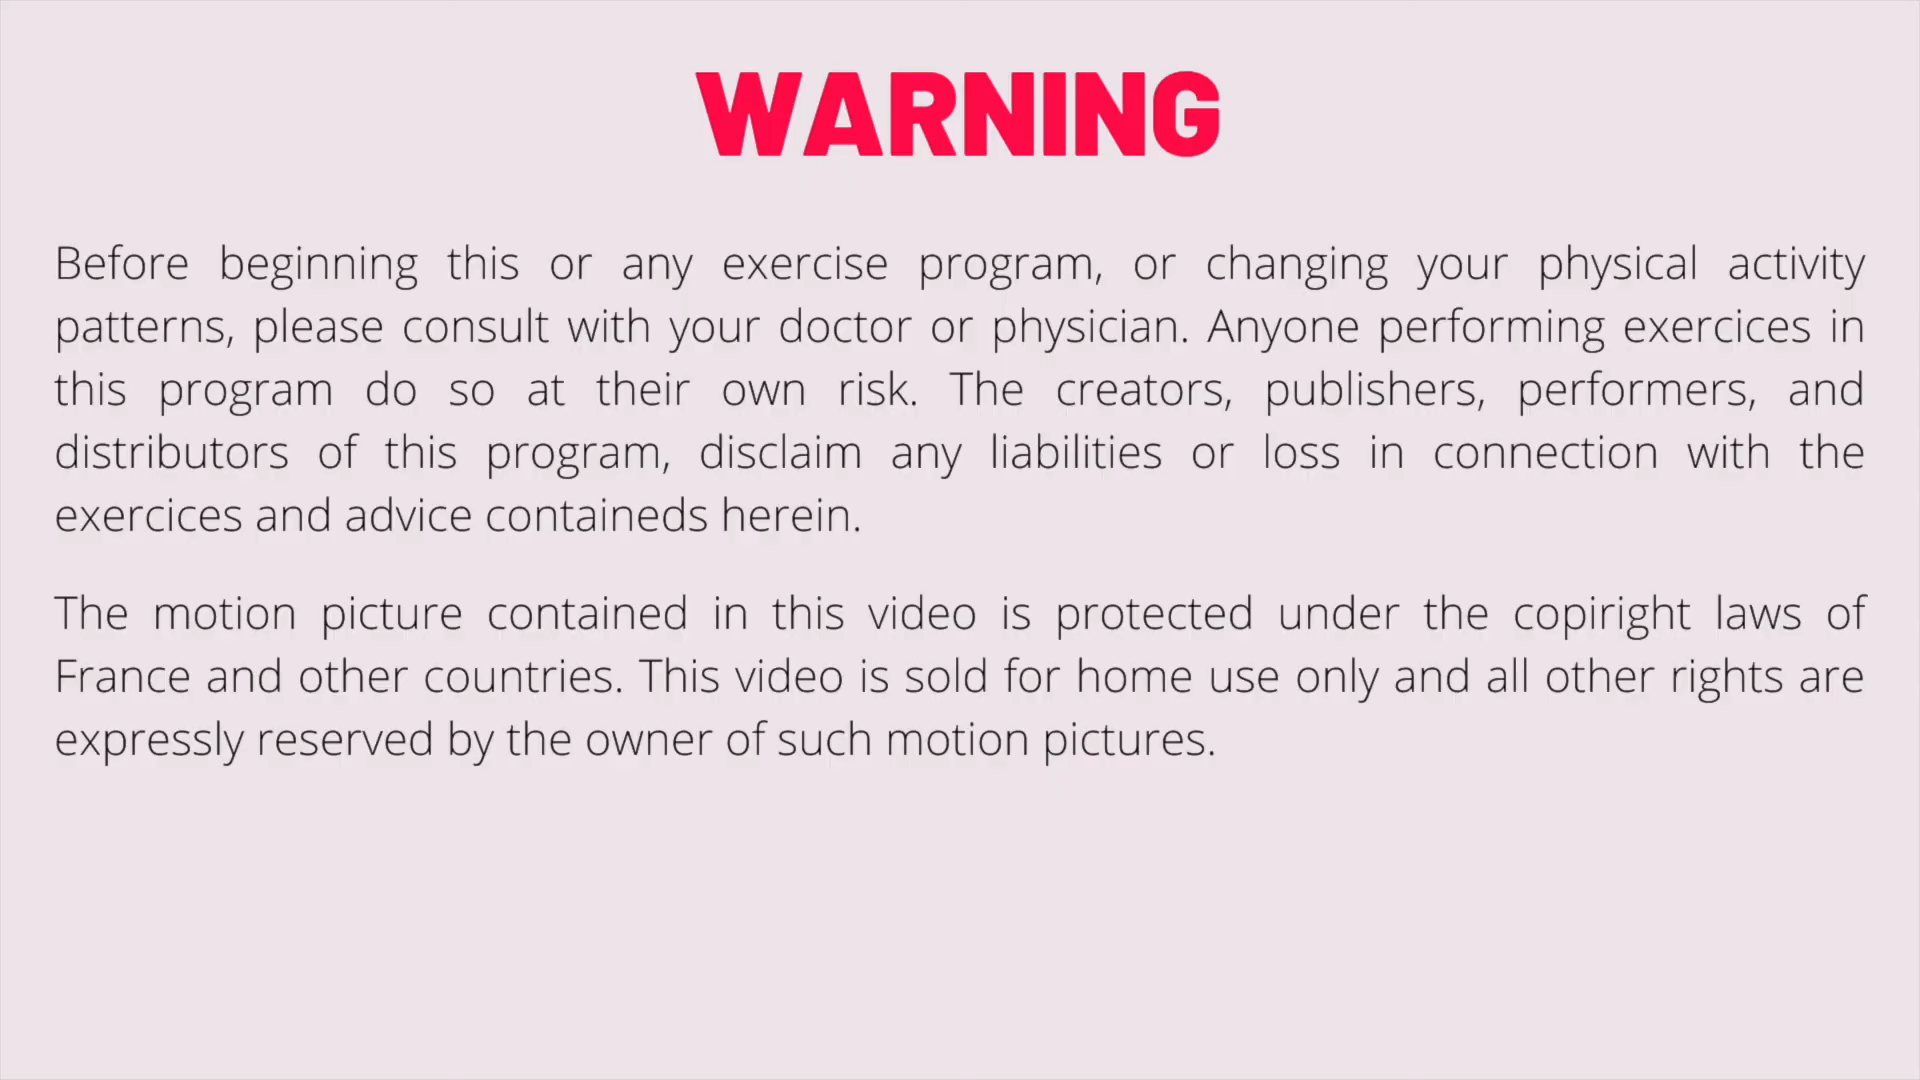 WARNING
Before beginning this or any exercise program, or changing your physical activity
patterns, please consult with your doctor or physician. Anyone performing exercices in
this program do so at their own risk. The creators, publishers, performers, and
distributors of this program, disclaim any liabilities or loss in connection with the
exercices and advice containeds herein.
The motion picture contained in this video is protected under the copiright laws of
France and other countries. This video is sold for home use only and all other rights are
expressly reserved by the owner of such motion pictures.